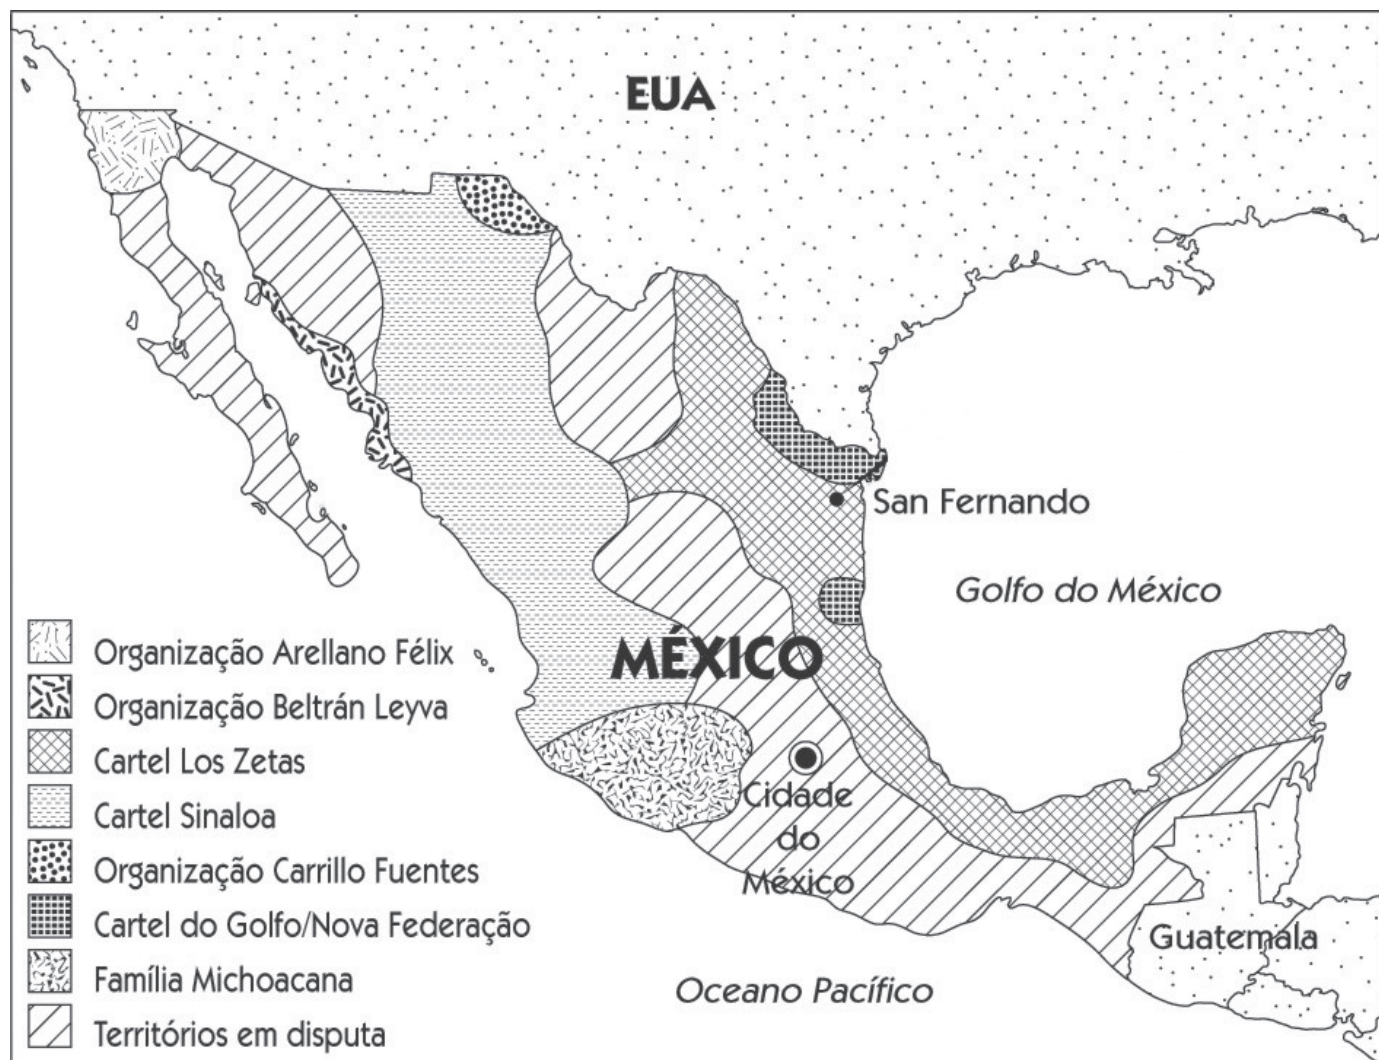 EUA
San Fernando
Golfo do México
MÉXICO
Cidade
do
México
Guatemala
Oceano Pacífico
Organização Arellano Félix
Organização Beltrán Leyva
Cartel Los Zetas
Cartel Sinaloa
Organização Carrillo Fuentes
Cartel do Golfo/Nova Federação
Família Michoacana
Territórios em disputa